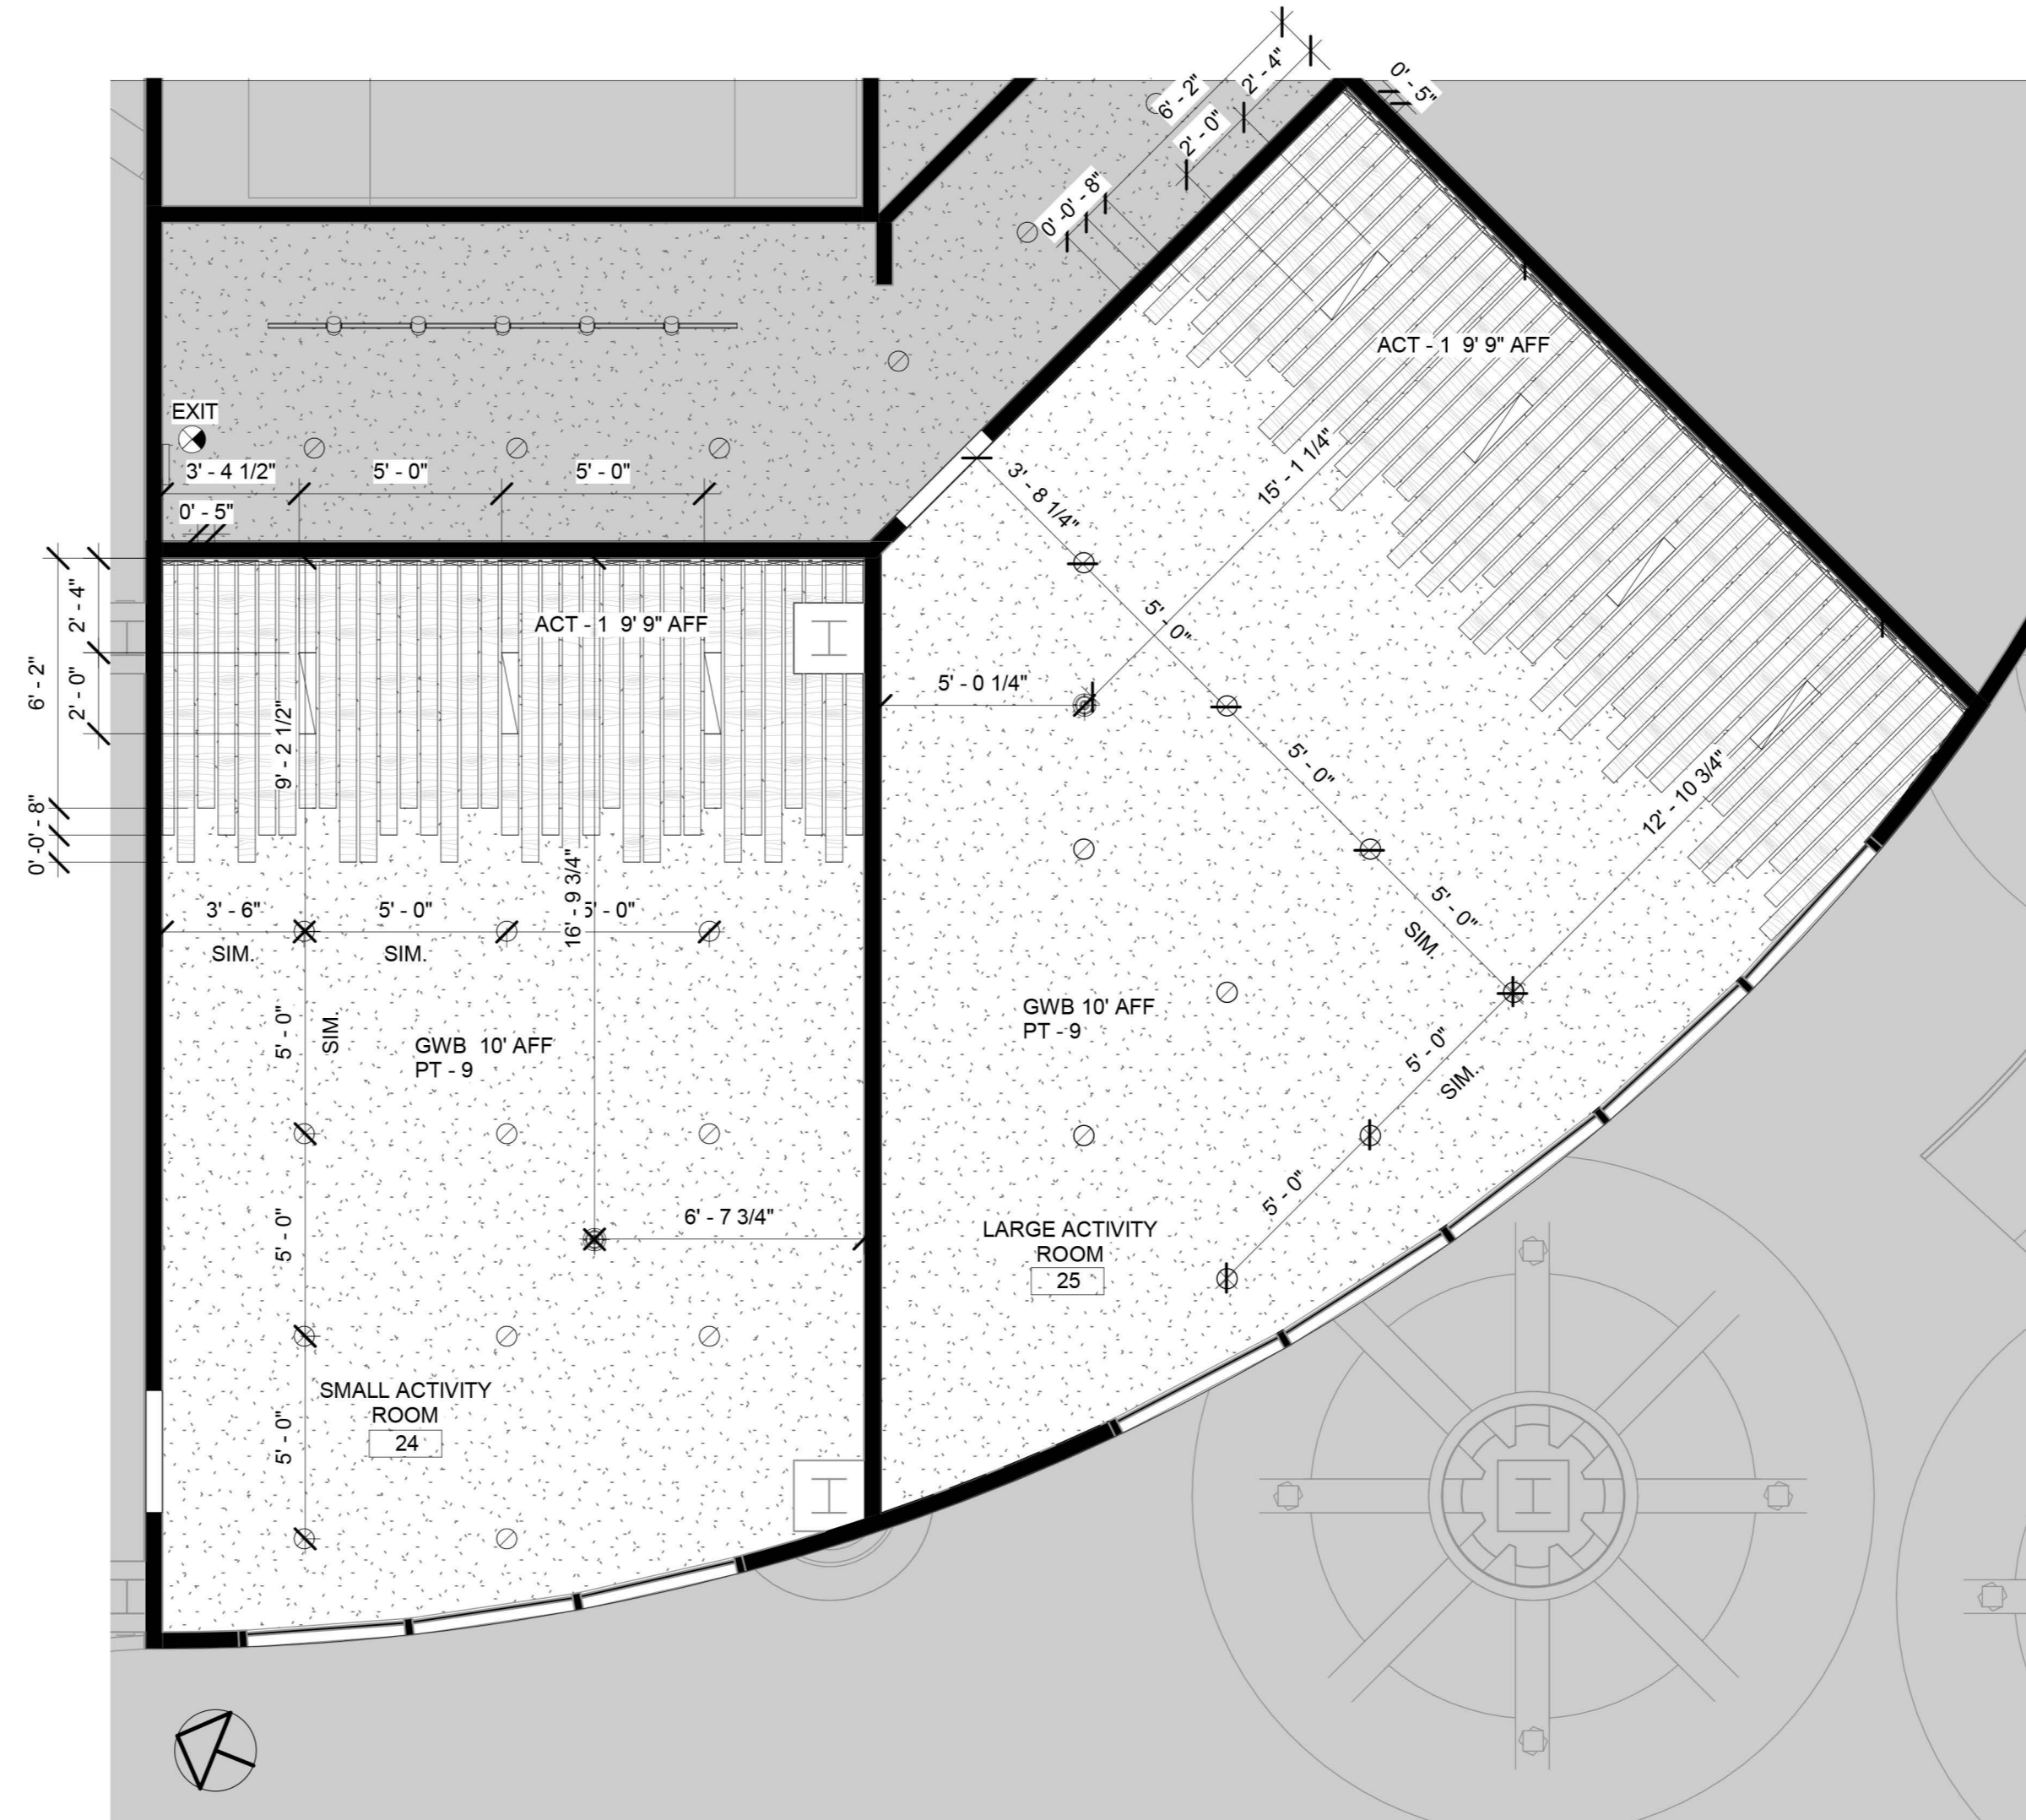 6' - 2"
2' - 4"
2' - 0"
0' - 5"
0' -0' - 8"
ACT - 1  9' 9" AFF
EXIT
3' - 4 1/2"
5' - 0"
5' - 0"
0' - 5"
3' - 8 1/4"
15' - 1 1/4"
2' - 4"
6' - 2"
2' - 0"
0' -0' - 8"
ACT - 1  9' 9" AFF
9' - 2 1/2"
16' - 9 3/4"
5' - 0"
5' - 0 1/4"
5' - 0"
12' - 10 3/4"
3' - 6"
5' - 0"
5' - 0"
SIM.
SIM.
5' - 0"
SIM.
5' - 0"
SIM.
GWB  10' AFF
PT - 9
GWB 10' AFF
PT - 9
5' - 0"
SIM.
5' - 0"
5' - 0"
6' - 7 3/4"
LARGE ACTIVITY
ROOM
25
SMALL ACTIVITY
ROOM
24
5' - 0"